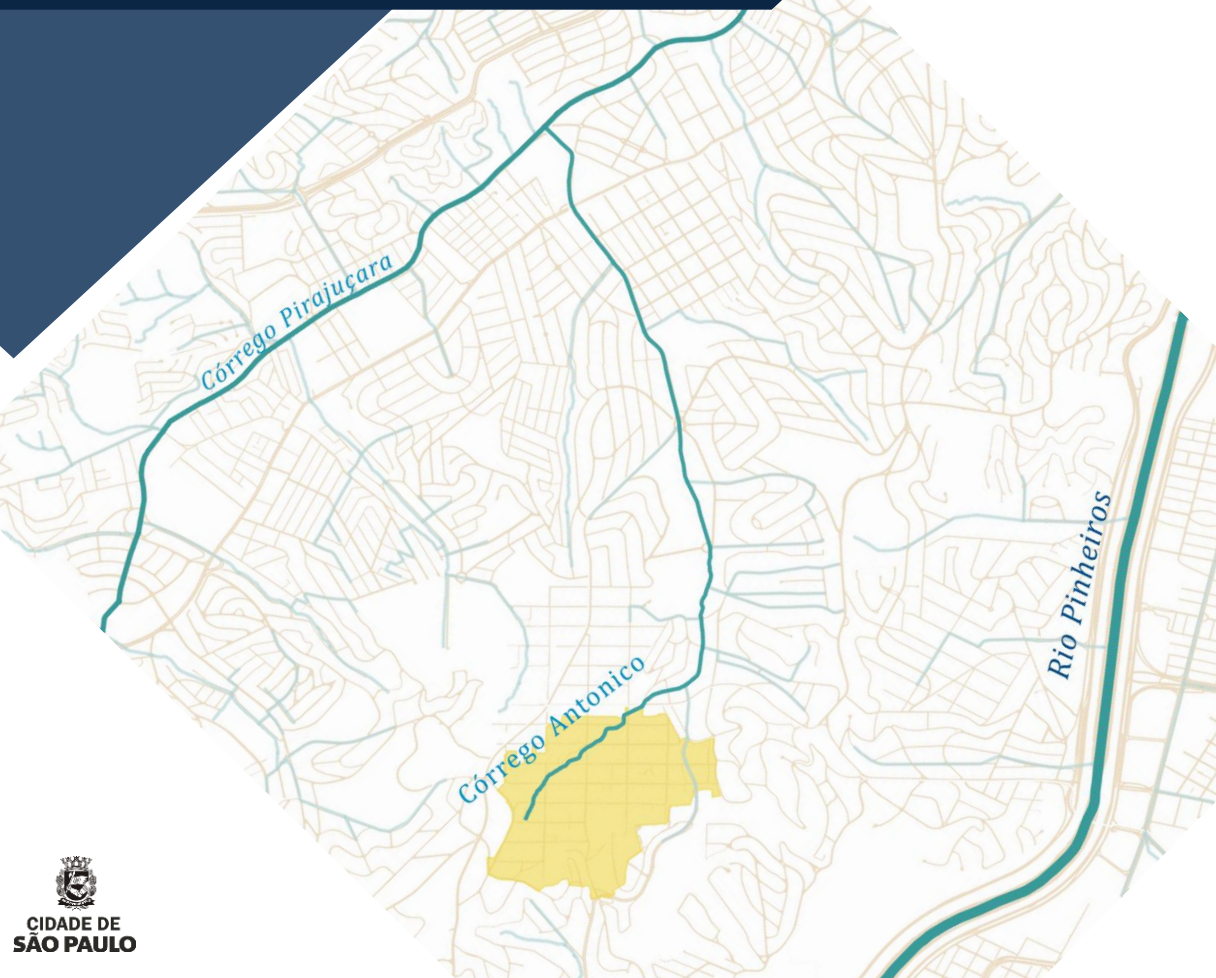 Córrego Pirajuçara
Rio Pinheiros
Córrego Antonico
CIDADE DE
SÃO PAULO